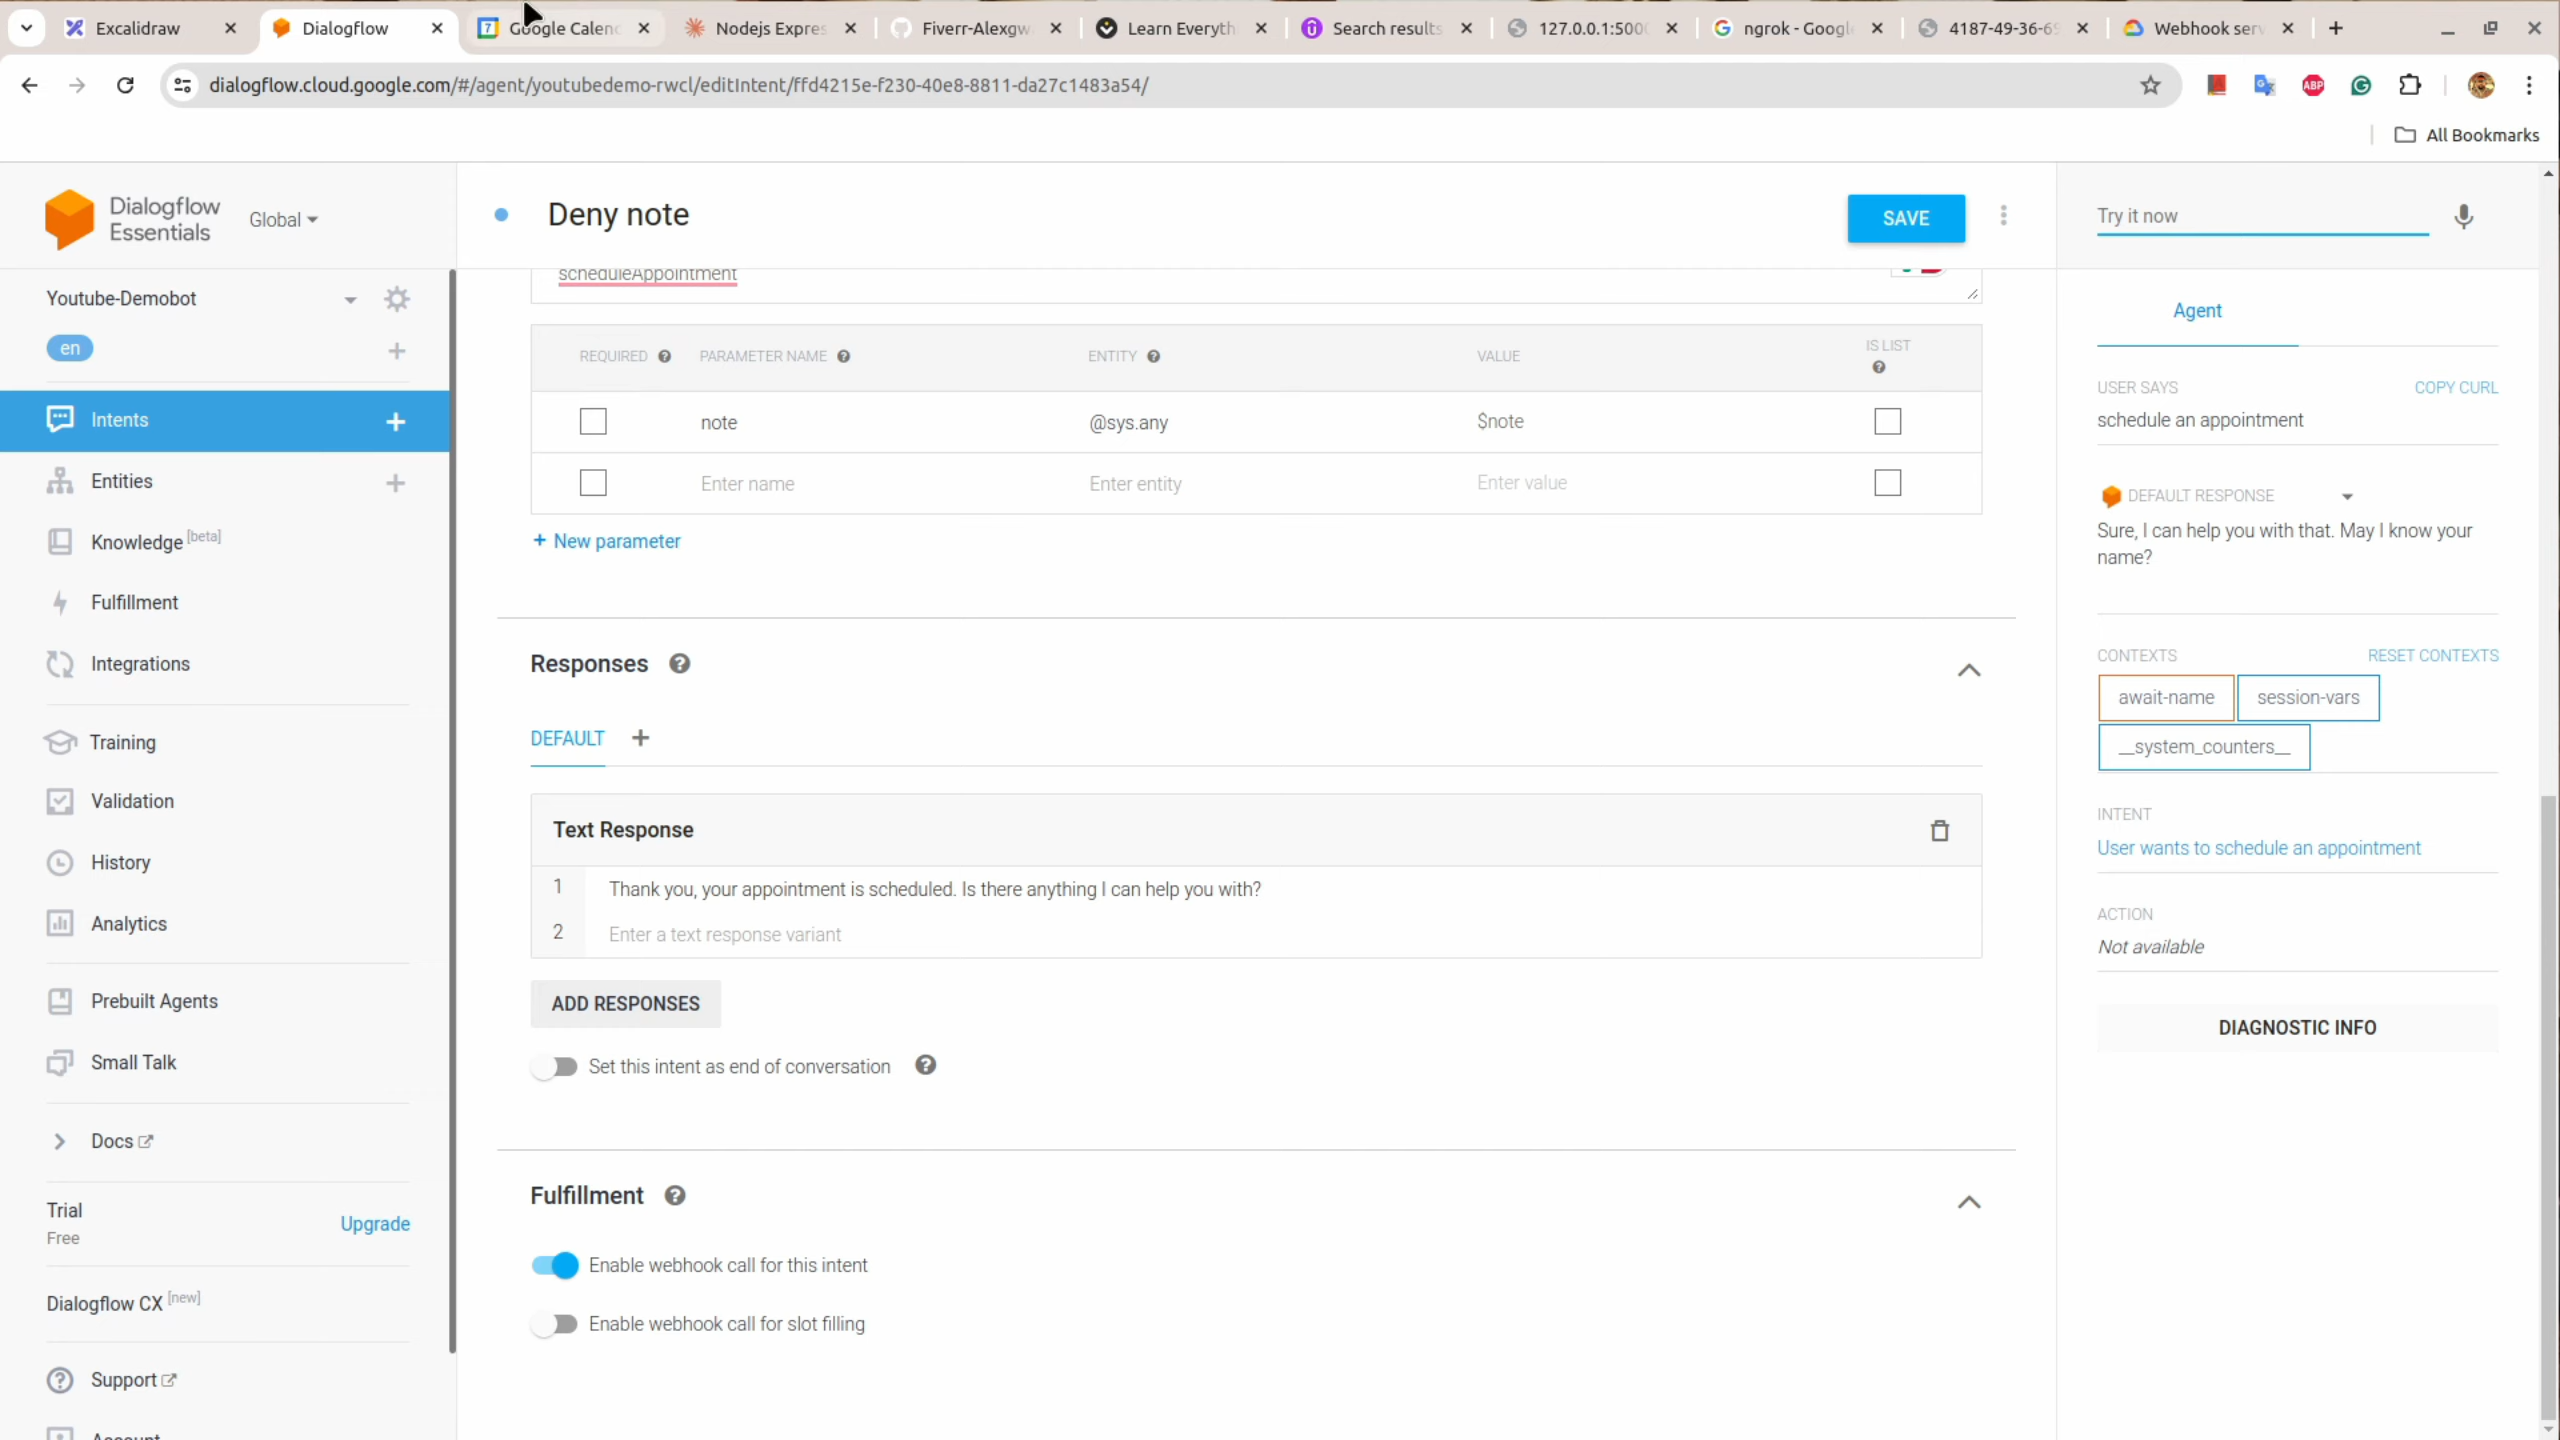 Excalidraw
Dialogflow
Google Calen
Nodejs Expres
Fiverr-Alexgw
Learn Everyth
Search results
127.0.0.1:500
ngrok - Googl
4187-49-36-6
Webhook ser
dialogflow.cloud.google.com/#/agent/youtubedemo-rwcl/editIntent/ffd4215e-f230-40e8-8811-da27c1483a54/
ABP
All Bookmarks
Dialogflow
Essentials
Global
Deny note
SAVE
Try it now
scheduleAppointment
Youtube-Demobot
en
Intents
Entities
Knowledge [beta]
Fulfillment
Integrations
Training
Validation
History
Analytics
Prebuilt Agents
Small Talk
Docs
Trial
Free
Upgrade
Dialogflow CX [new]
Support
Account
REQUIRED PARAMETER NAME ENTITY VALUE IS LIST
note @sys.any $note
Enter name Enter entity Enter value
+ New parameter
Responses
DEFAULT
Text Response
1 Thank you, your appointment is scheduled. Is there anything I can help you with?
2 Enter a text response variant
ADD RESPONSES
Set this intent as end of conversation
Fulfillment
Enable webhook call for this intent
Enable webhook call for slot filling
Agent
USER SAYS COPY CURL
schedule an appointment
DEFAULT RESPONSE
Sure, I can help you with that. May I know your
name?
CONTEXTS RESET CONTEXTS
await-name session-vars
__system_counters__
INTENT
User wants to schedule an appointment
ACTION
Not available
DIAGNOSTIC INFO